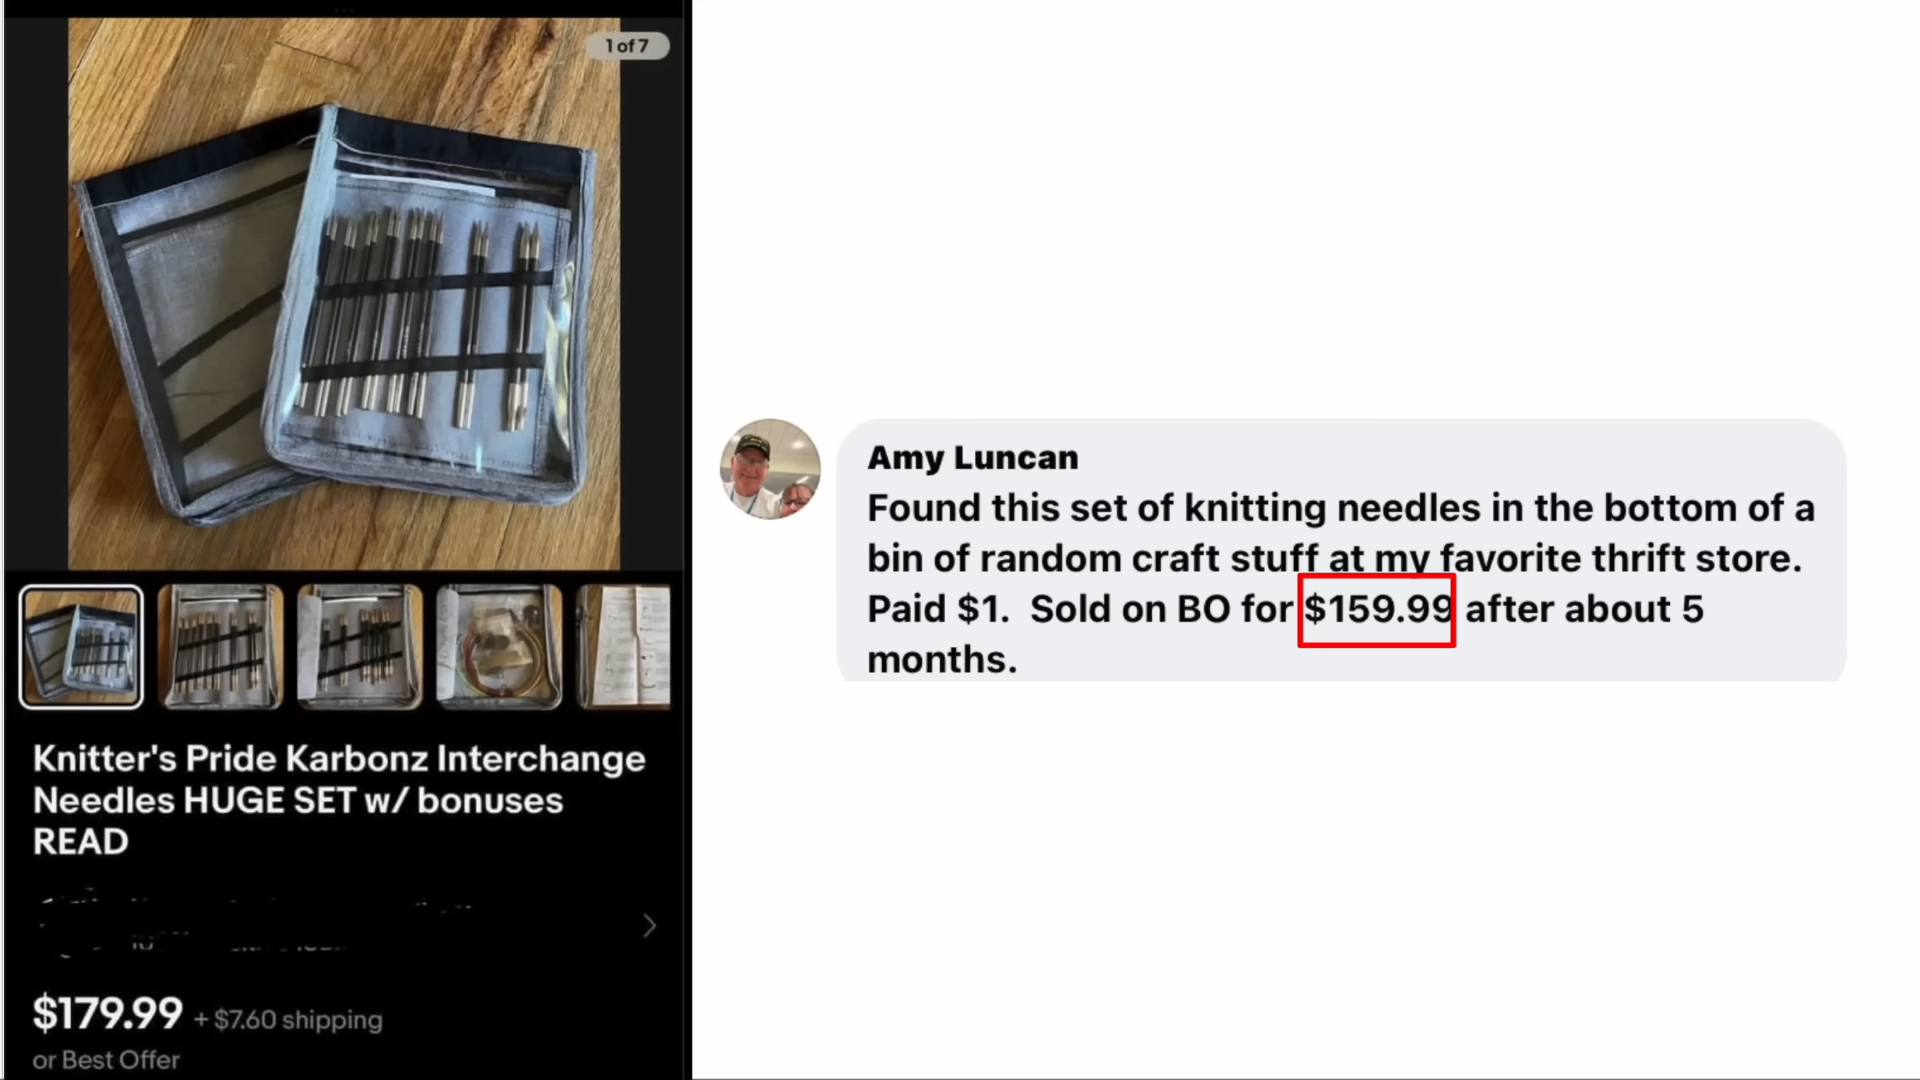 1 of 7
Knitter's Pride Karbonz Interchange
Needles HUGE SET w/ bonuses
READ
$179.99 + $7.60 shipping
or Best Offer
Amy Luncan
Found this set of knitting needles in the bottom of a
bin of random craft stuff at my favorite thrift store.
Paid $1. Sold on BO for $159.99 after about 5
months.